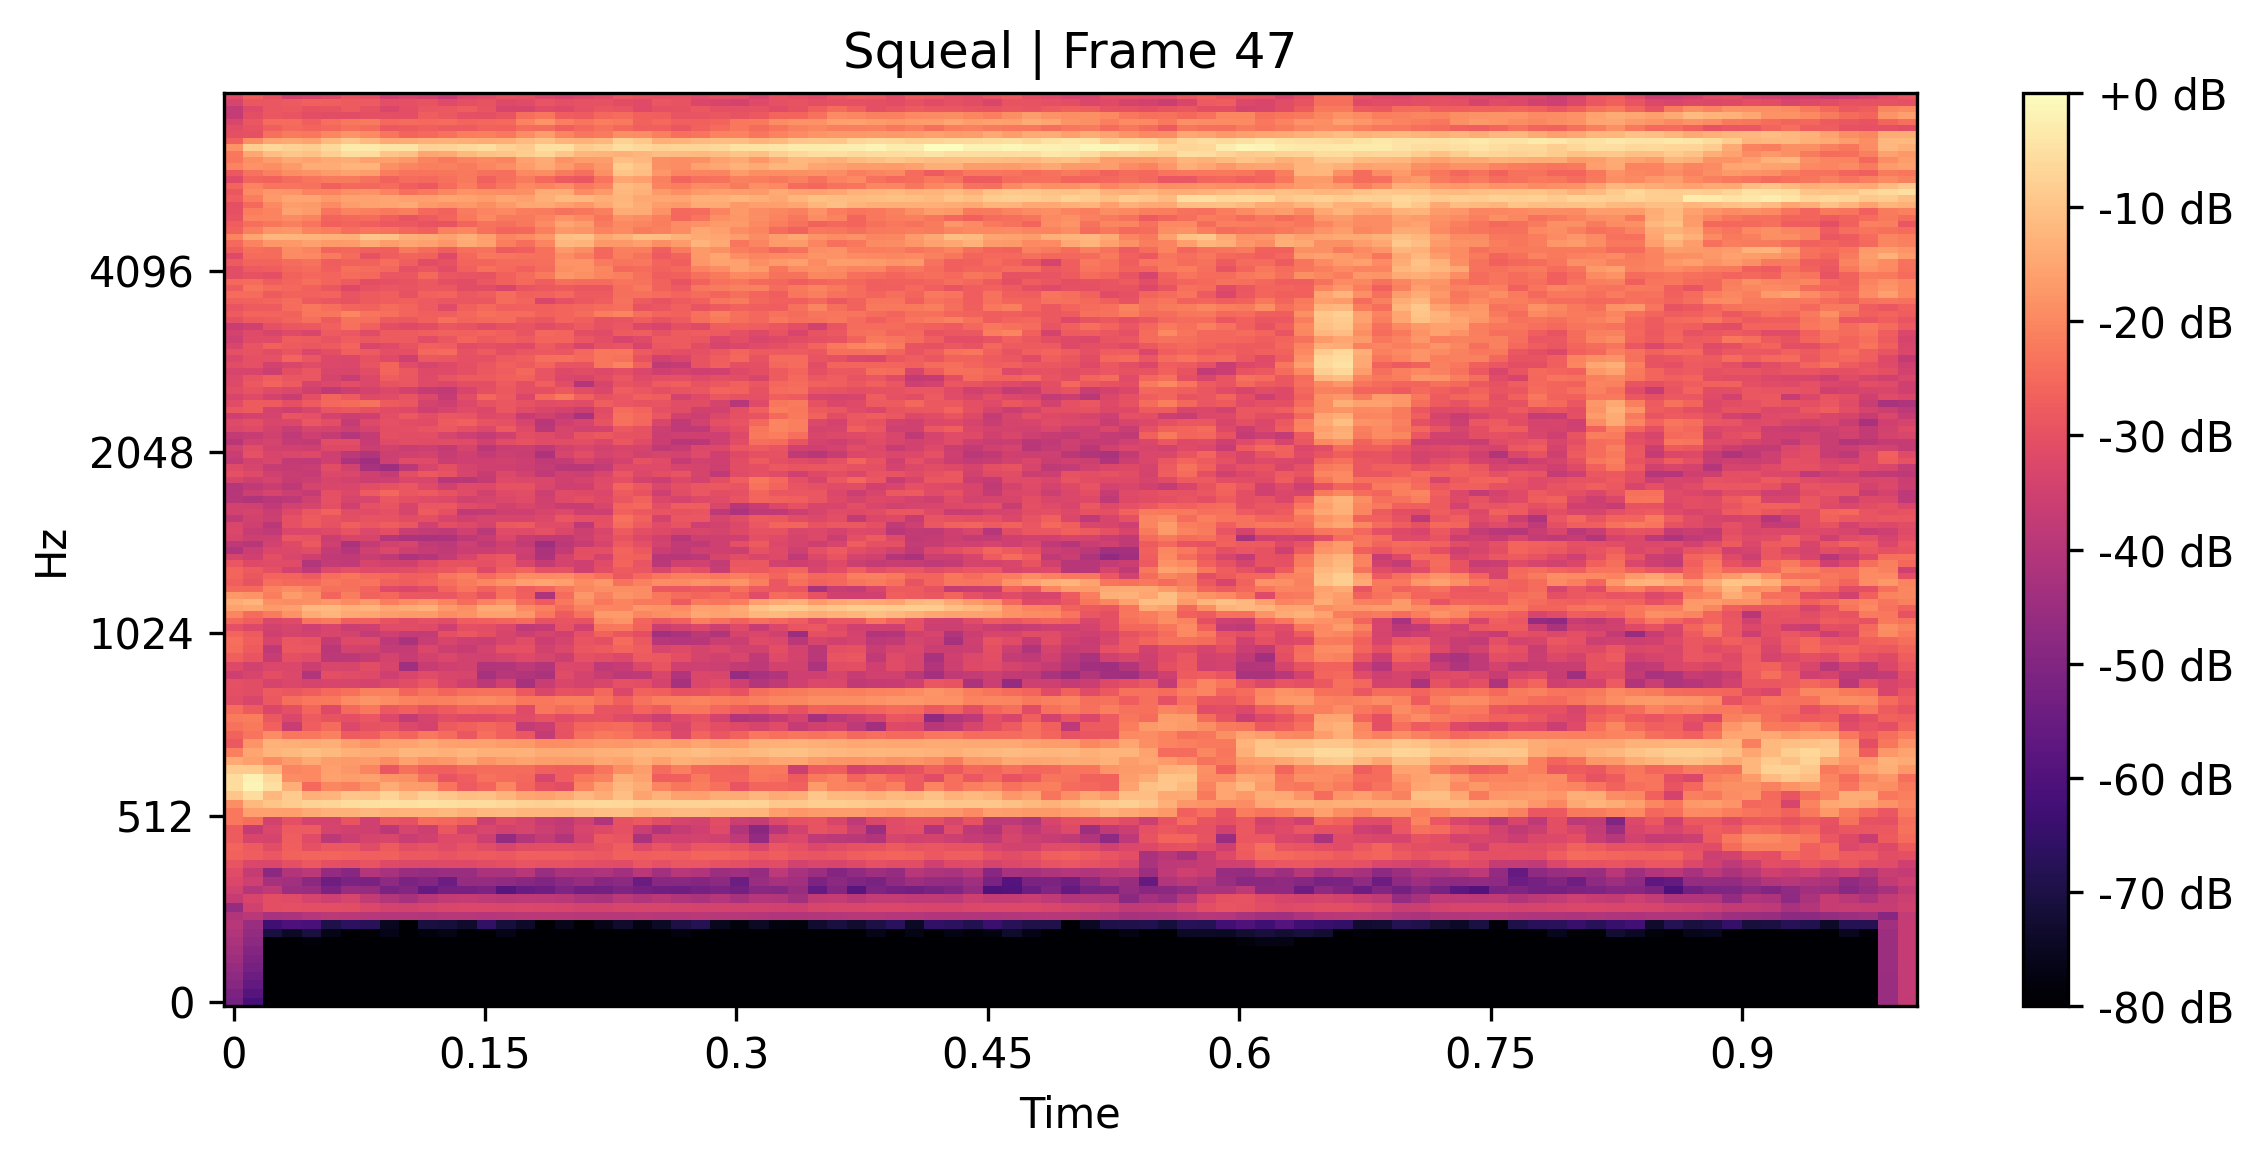 Squeal | Frame 47
Hz
4096
2048
1024
512
0
0 0.15 0.3 0.45 0.6 0.75 0.9
Time
+0 dB
-10 dB
-20 dB
-30 dB
-40 dB
-50 dB
-60 dB
-70 dB
-80 dB